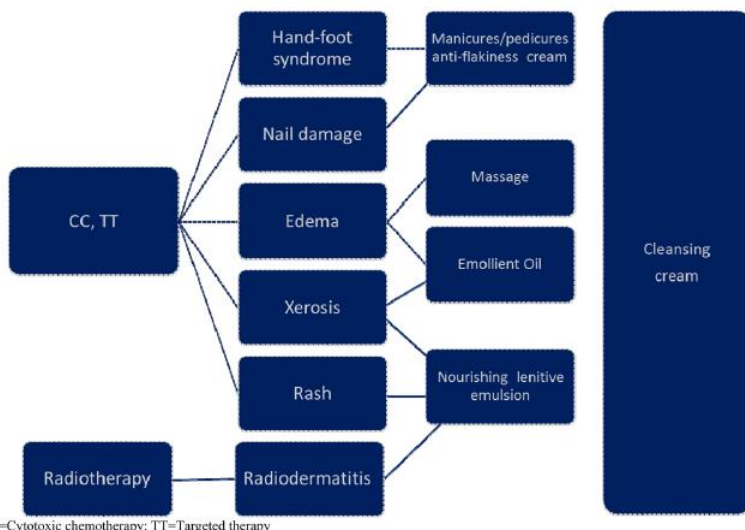 Hand-foot
syndrome
Manicures/pedicures
anti-flakiness cream
Nail damage
Massage
CC, TT
Edema
Emollient Oil
Cleansing
cream
Xerosis
Rash
Nourishing lenitive
emulsion
Radiotherapy
Radiodermatitis
=Cytotoxic chemotherapy; TT=Targeted therapy